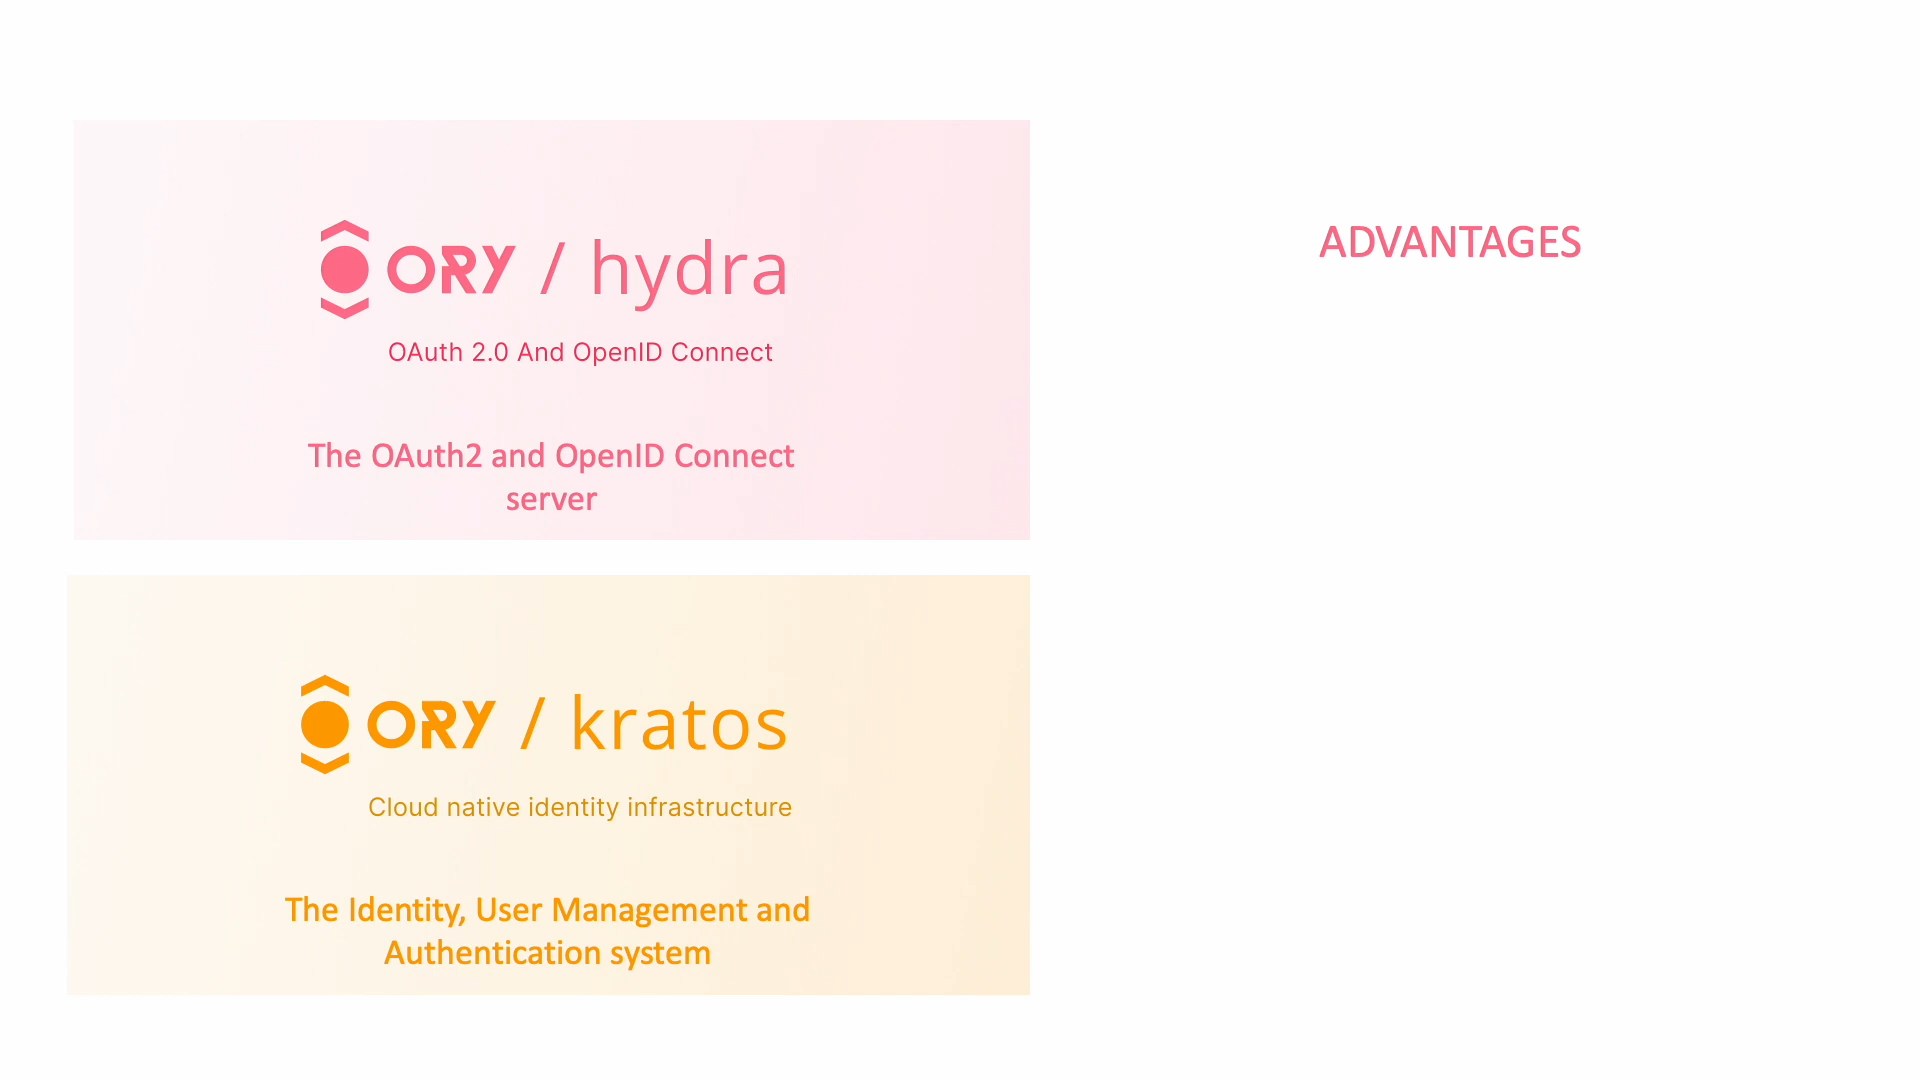 ORY / hydra
OAuth 2.0 And OpenID Connect
The OAuth2 and OpenID Connect
server
ORY / kratos
Cloud native identity infrastructure
The Identity, User Management and
Authentication system
ADVANTAGES